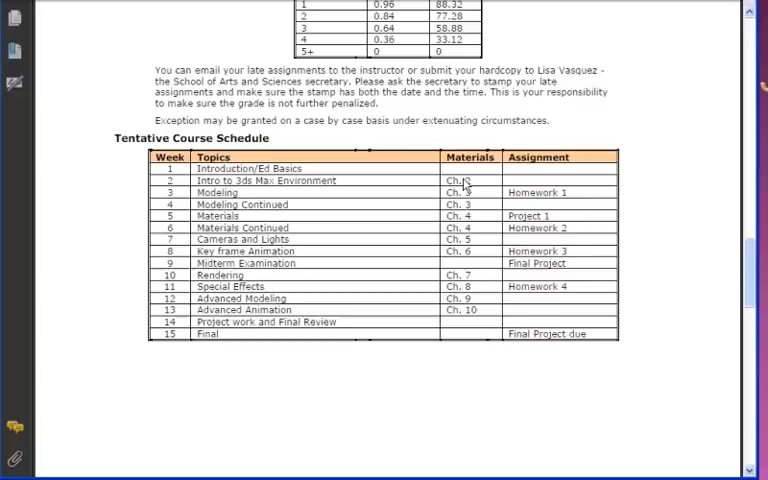 1 0.96 88.32
2 0.84 77.28
3 0.64 58.88
4 0.36 33.12
5+ 0 0
You can email your late assignments to the instructor or submit your hardcopy to Lisa Vasquez -
the School of Arts and Sciences secretary. Please ask the secretary to stamp your late
assignments and make sure the stamp has both the date and the time. This is your responsibility
to make sure the grade is not further penalized.
Exception may be granted on a case by case basis under extenuating circumstances.
Tentative Course Schedule
Week Topics Materials Assignment
1 Introduction/Ed Basics
2 Intro to 3ds Max Environment Ch.
3 Modeling Ch. 3 Homework 1
4 Modeling Continued Ch. 3
5 Materials Ch. 4 Project 1
6 Materials Continued Ch. 4 Homework 2
7 Cameras and Lights Ch. 5
8 Key frame Animation Ch. 6 Homework 3
9 Midterm Examination Final Project
10 Rendering Ch. 7
11 Special Effects Ch. 8 Homework 4
12 Advanced Modeling Ch. 9
13 Advanced Animation Ch. 10
14 Project work and Final Review
15 Final Final Project due